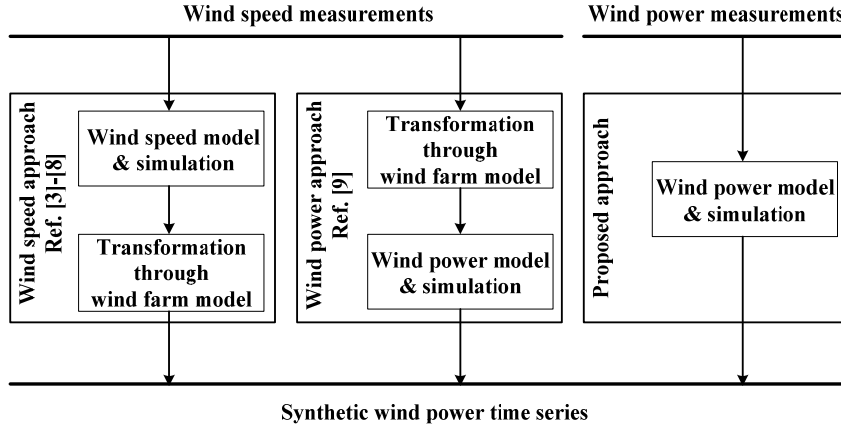 Wind speed measurements
Wind power measurements
Wind speed approach
Ref. [3]-[8]
Wind speed model
& simulation
Transformation
through
wind farm model
Wind power approach
Ref. [9]
Transformation
through
wind farm model
Wind power model
& simulation
Proposed approach
Wind power model
& simulation
Synthetic wind power time series